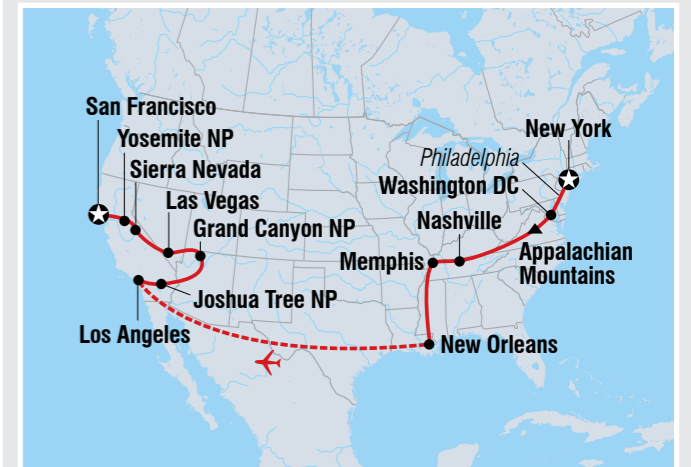 San Francisco
Yosemite NP
Sierra Nevada
Las Vegas
Grand Canyon NP
Joshua Tree NP
Los Angeles
New York
Philadelphia
Washington DC
Nashville
Memphis
Appalachian
Mountains
New Orleans